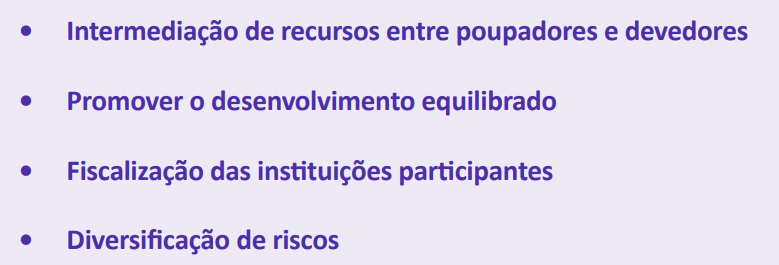 • Intermediação de recursos entre poupadores e devedores
• Promover o desenvolvimento equilibrado
• Fiscalização das instituições participantes
• Diversificação de riscos